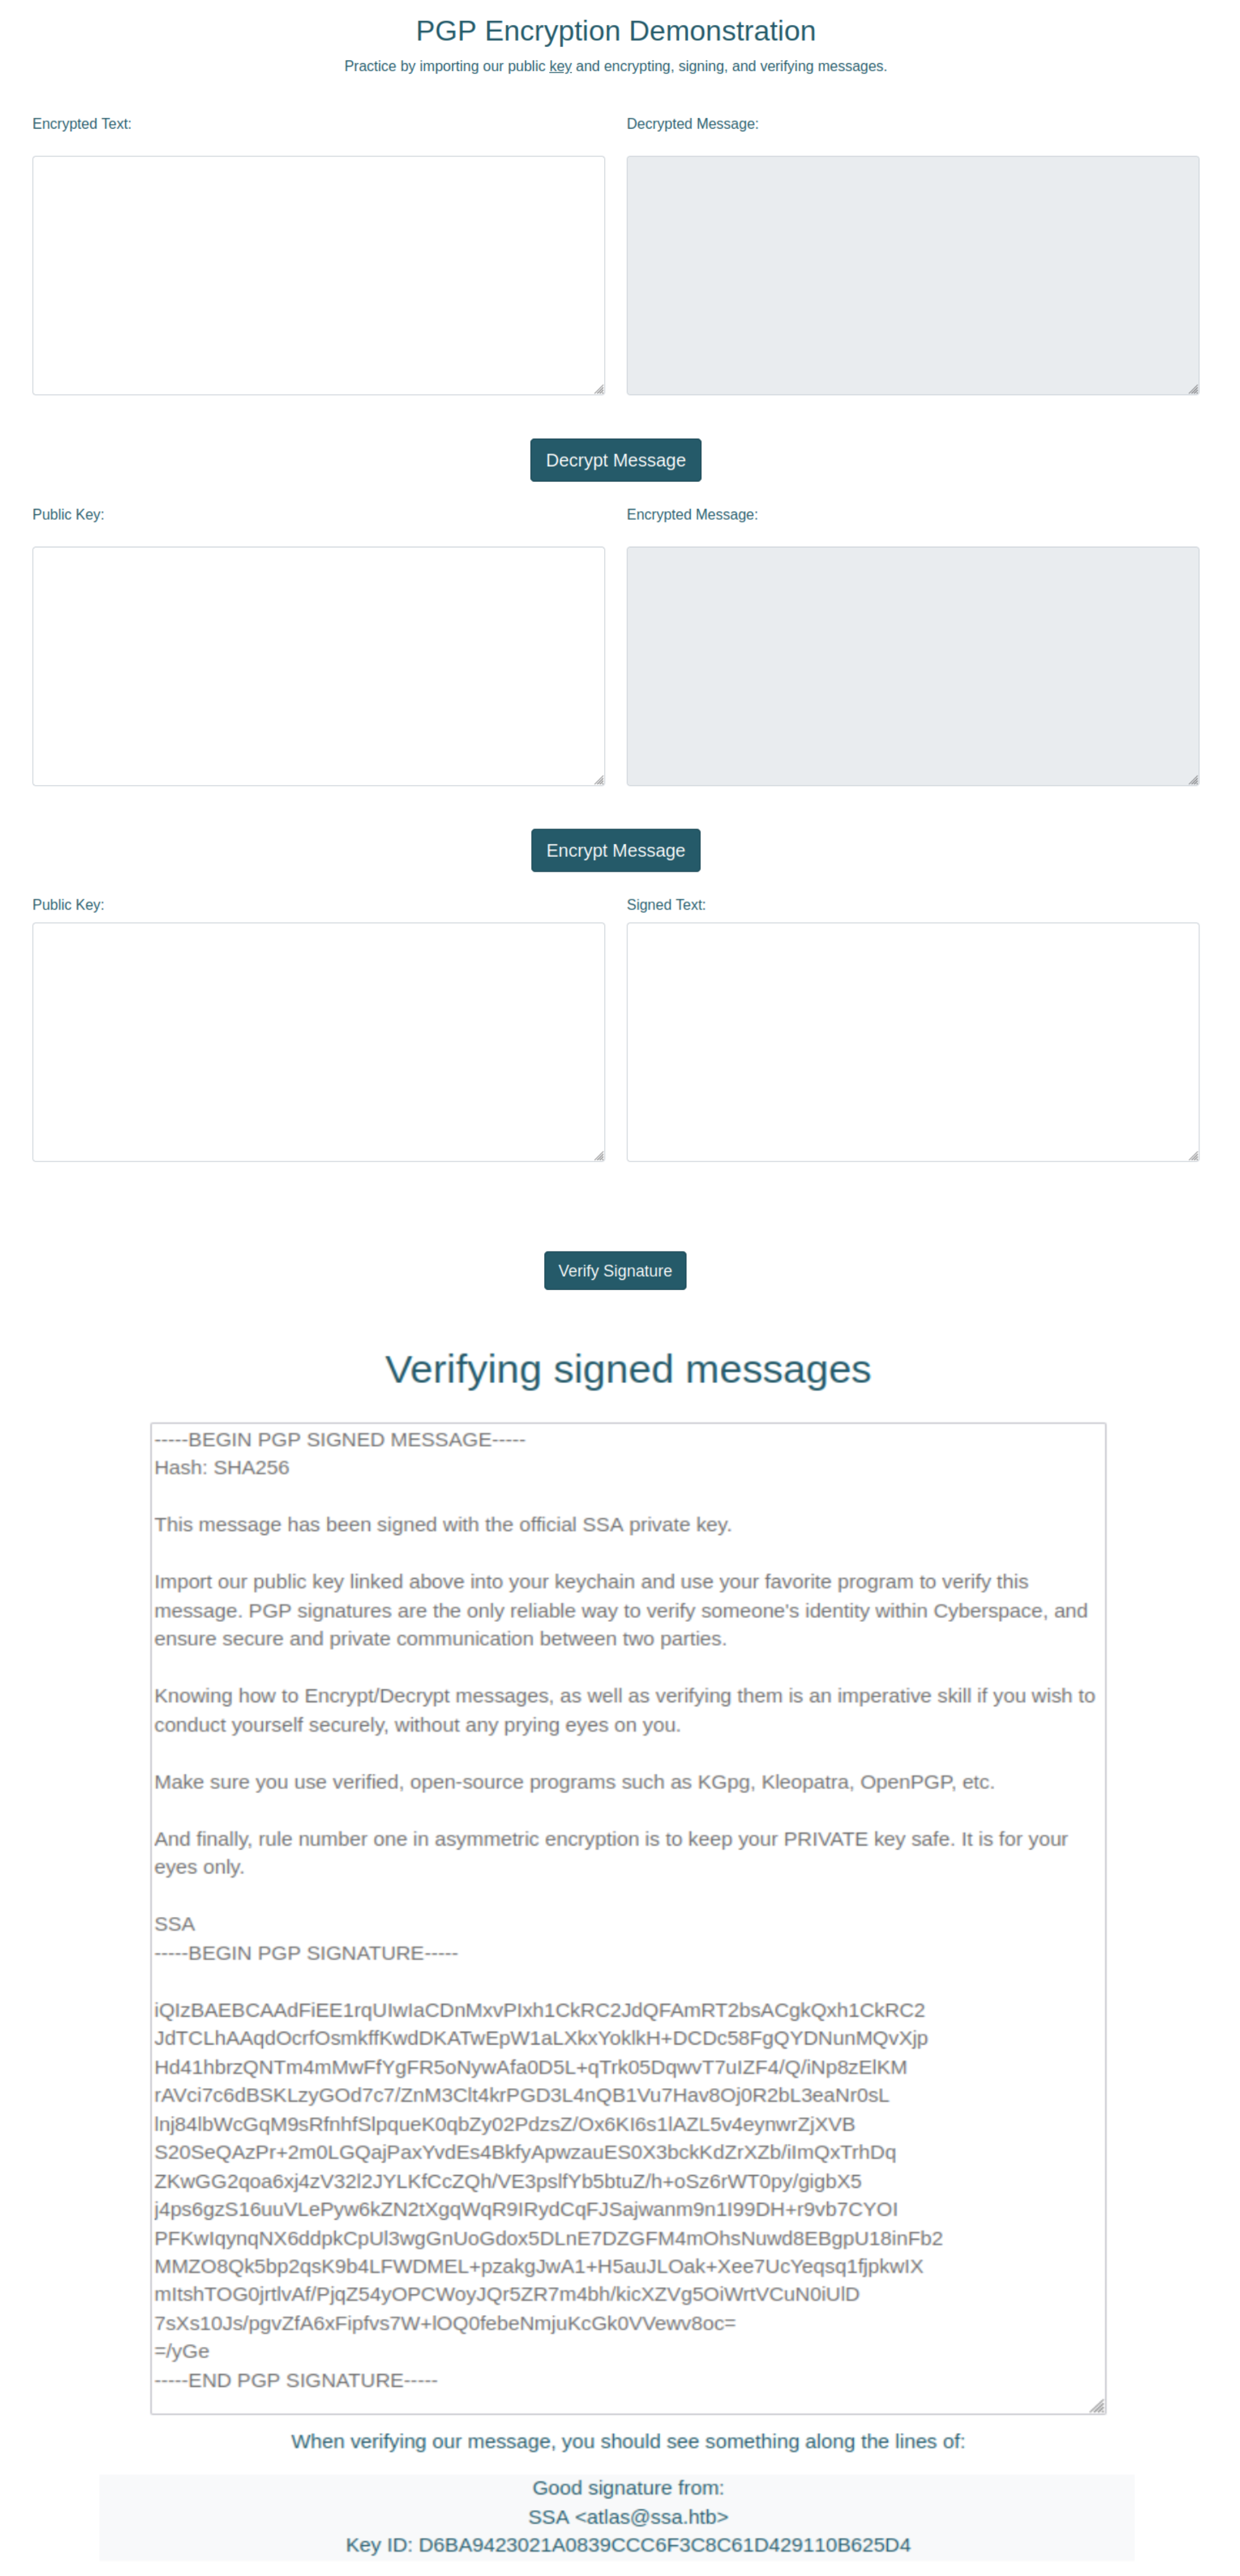 PGP Encryption Demonstration
Practice by importing our public key and encrypting, signing, and verifying messages.
Encrypted Text:
Decrypted Message:
Decrypt Message
Public Key:
Encrypted Message:
Encrypt Message
Public Key:
Signed Text:
Verify Signature
Verifying signed messages
-----BEGIN PGP SIGNED MESSAGE-----
Hash: SHA256
This message has been signed with the official SSA private key.
Import our public key linked above into your keychain and use your favorite program to verify this
message. PGP signatures are the only reliable way to verify someone's identity within Cyberspace, and
ensure secure and private communication between two parties.
Knowing how to Encrypt/Decrypt messages, as well as verifying them is an imperative skill if you wish to
conduct yourself securely, without any prying eyes on you.
Make sure you use verified, open-source programs such as KGpg, Kleopatra, OpenPGP, etc.
And finally, rule number one in asymmetric encryption is to keep your PRIVATE key safe. It is for your
eyes only.
SSA
-----BEGIN PGP SIGNATURE-----
iQIzBAEBCAAdFiEE1rqUIwIaCDnMxvPIxh1CkRC2JdQFAmRT2bsACgkQxh1CkRC2
JdTCLhAAqdOcrfOsmkffKwdDKATwEpW1aLXkxYoklkH+DCDc58FgQYDNunMQvXjp
Hd41hbrzQNTm4mMwFfYgFR5oNywAfa0D5L+qTrk05DqwvT7uIZF4/Q/iNp8zElKM
rAVci7c6dBSKLzyGOd7c7/ZnM3Clt4krPGD3L4nQB1Vu7Hav8Oj0R2bL3eaNr0sL
lnj84lbWcGqM9sRfnhfSlpqueK0qbZy02PdzsZ/Ox6KI6s1lAZL5v4eynwrZjXVB
S20SeQAzPr+2m0LGQajPaxYvdEs4BkfyApwzauES0X3bckKdZrXZb/iImQxTrhDq
ZKwGG2qoa6xj4zV32l2JYLKfCcZQh/VE3pslfYb5btuZ/h+oSz6rWT0py/gigbX5
j4ps6gzS16uuVLePyw6kZN2tXgqWqR9IRydCqFJSajwanm9n1I99DH+r9vb7CYOI
PFKwIqynqNX6ddpkCpUl3wgGnUoGdox5DLnE7DZGFM4mOhsNuwd8EBgpU18inFb2
MMZO8Qk5bp2qsK9b4LFWDMEL+pzakgJwA1+H5auJLOak+Xee7UcYeqsq1fjpkwIX
mItshTOG0jrtlvAf/PjqZ54yOPCWoyJQr5ZR7m4bh/kicXZVg5OiWrtVCuN0iUlD
7sXs10Js/pgvZfA6xFipfvs7W+lOQ0febeNmjuKcGk0VVewv8oc=
=/yGe
-----END PGP SIGNATURE-----
When verifying our message, you should see something along the lines of:
Good signature from:
SSA <atlas@ssa.htb>
Key ID: D6BA9423021A0839CCC6F3C8C61D429110B625D4